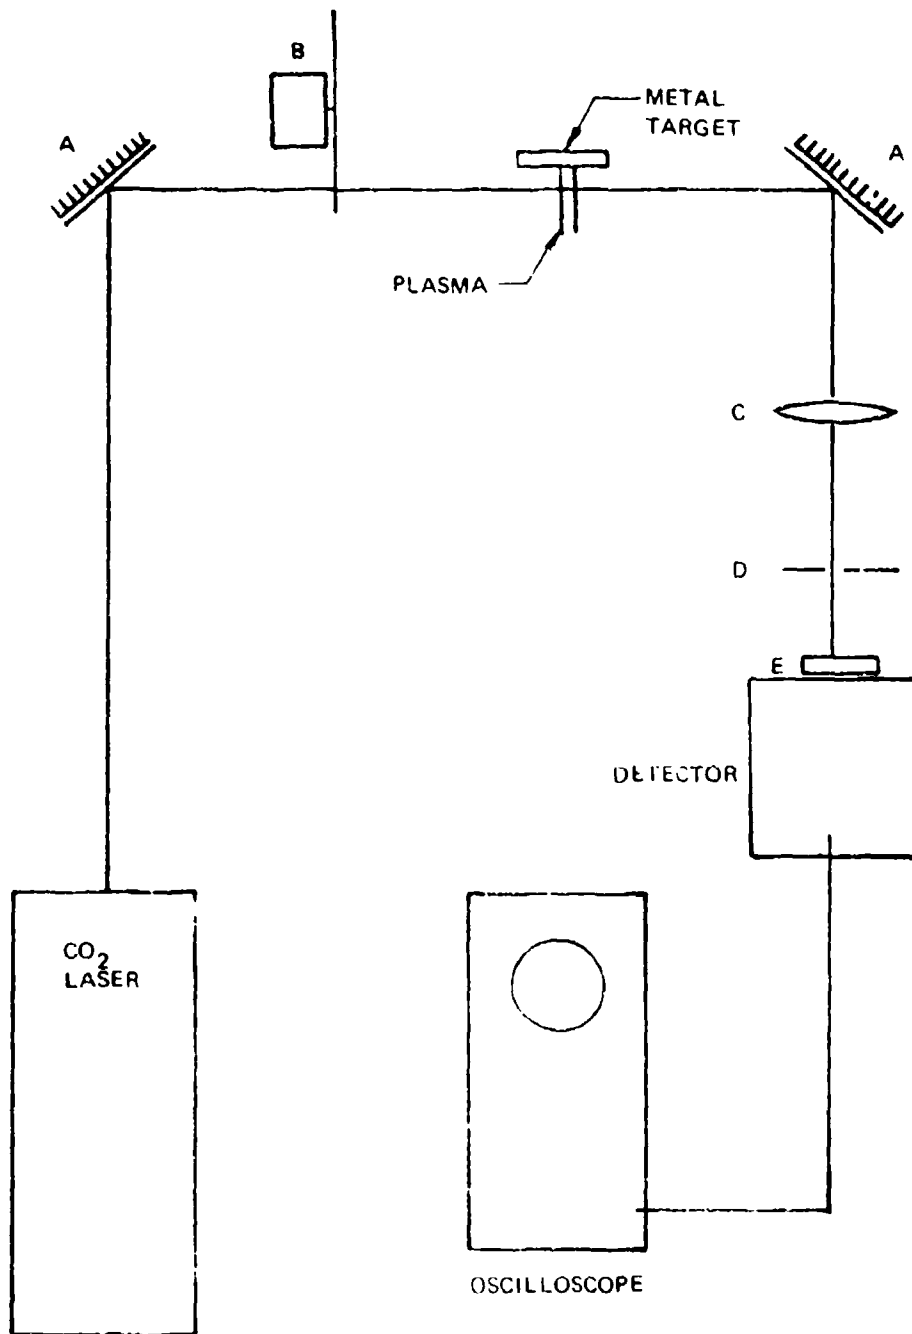 B
METAL
TARGET
A
A
PLASMA
C
D
E
DETECTOR
CO2
LASER
OSCILLOSCOPE